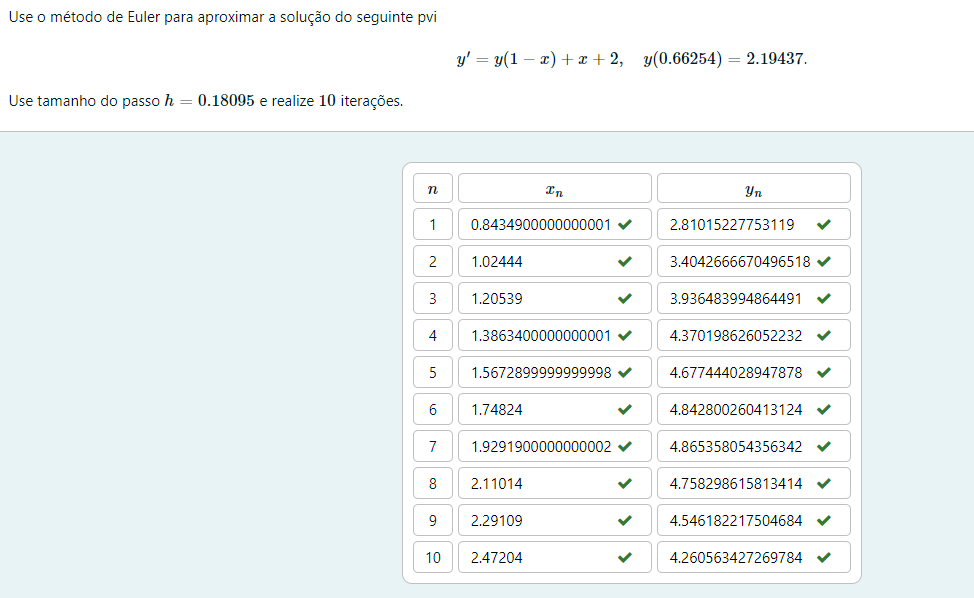 Use o método de Euler para aproximar a solução do seguinte pvi
y′ = y(1 − x) + x + 2, y(0.66254) = 2.19437.
Use tamanho do passo h = 0.18095 e realize 10 iterações.
n xₙ yₙ
1 0.8434900000000001 ✔ 2.81015227753119 ✔
2 1.02444 ✔ 3.4042666670496518 ✔
3 1.20539 ✔ 3.936483994864491 ✔
4 1.3863400000000001 ✔ 4.370198626052232 ✔
5 1.5672899999999998 ✔ 4.677444028947878 ✔
6 1.74824 ✔ 4.842800260413124 ✔
7 1.9291900000000002 ✔ 4.865358054356342 ✔
8 2.11014 ✔ 4.758298615813414 ✔
9 2.29109 ✔ 4.546182217504684 ✔
10 2.47204 ✔ 4.260563427269784 ✔